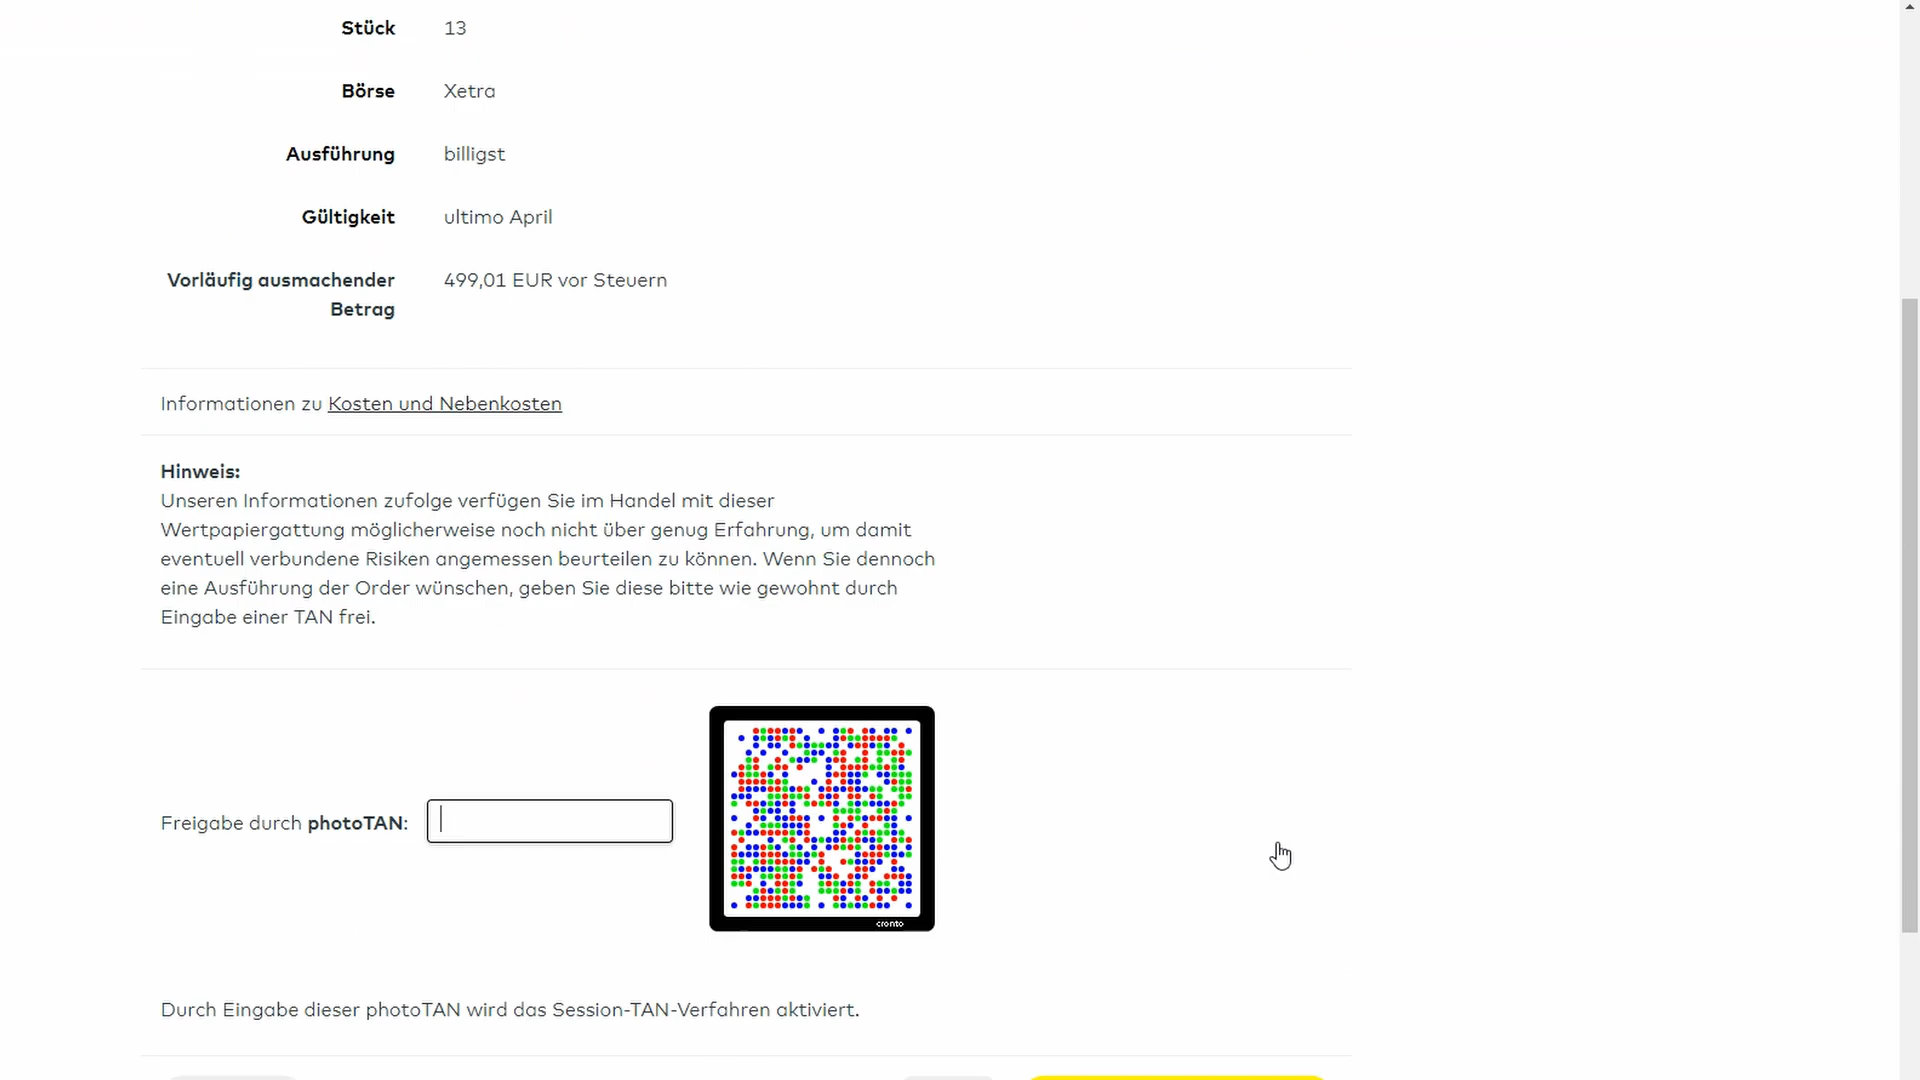 Stück 13
Börse Xetra
Ausführung billigst
Gültigkeit ultimo April
Vorläufig ausmachender 499,01 EUR vor Steuern
Betrag
Informationen zu Kosten und Nebenkosten
Hinweis:
Unseren Informationen zufolge verfügen Sie im Handel mit dieser
Wertpapiergattung möglicherweise noch nicht über genug Erfahrung, um damit
eventuell verbundene Risiken angemessen beurteilen zu können. Wenn Sie dennoch
eine Ausführung der Order wünschen, geben Sie diese bitte wie gewohnt durch
Eingabe einer TAN frei.
Freigabe durch photoTAN:
cronto
Durch Eingabe dieser photoTAN wird das Session-TAN-Verfahren aktiviert.